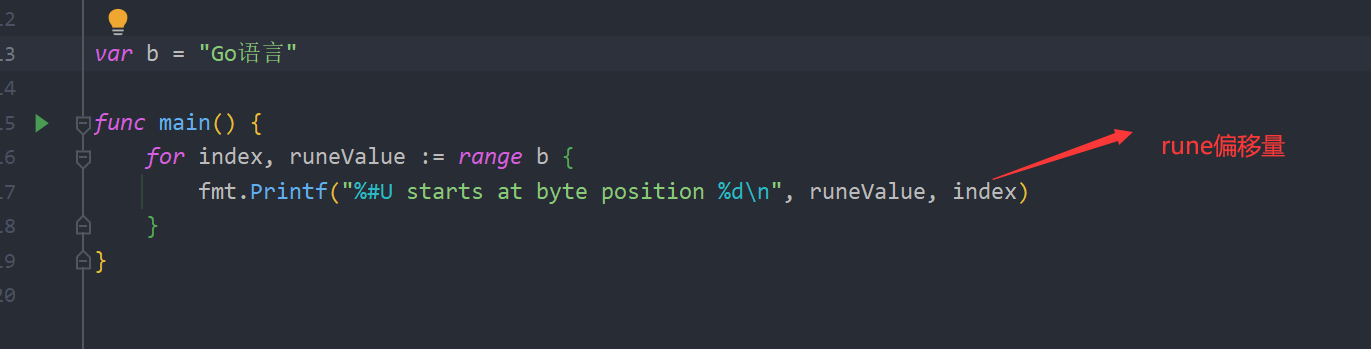 12
13 var b = "Go语言"
14
15 func main() {
16 for index, runeValue := range b {
17 fmt.Printf("%#U starts at byte position %d\n", runeValue, index)
rune偏移量
18 }
19 }
20